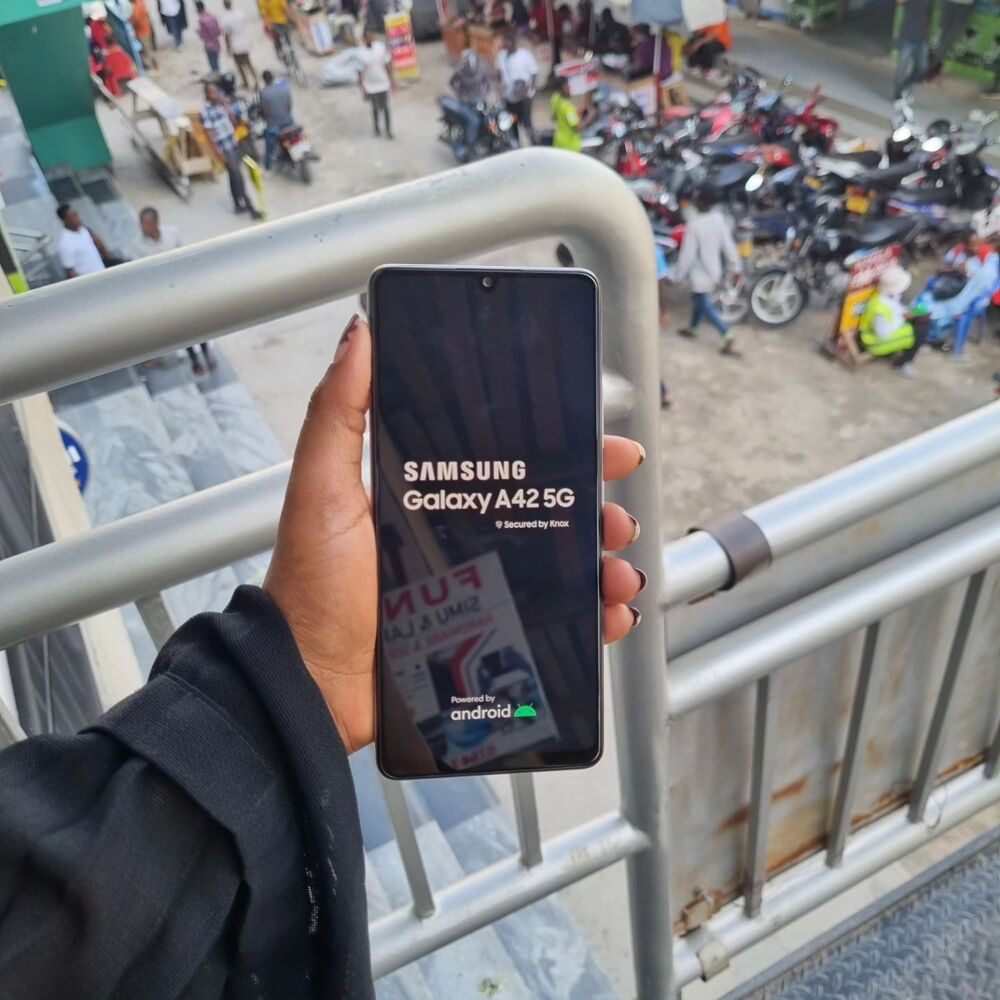 SAMSUNG
Galaxy A42 5G
Secured by Knox
FUN
SIMU & LA
Powered by
android